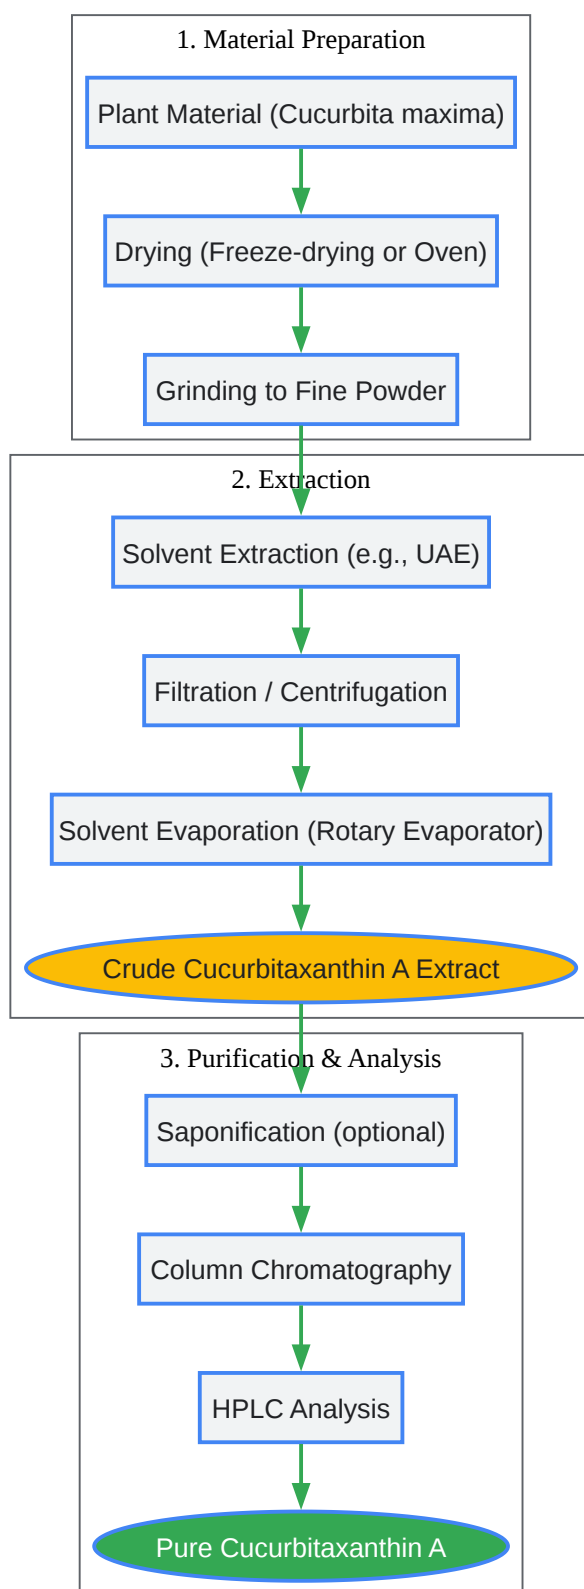 1. Material Preparation
Plant Material (Cucurbita maxima)
Drying (Freeze-drying or Oven)
Grinding to Fine Powder
2. Extraction
Solvent Extraction (e.g., UAE)
Filtration / Centrifugation
Solvent Evaporation (Rotary Evaporator)
Crude Cucurbitaxanthin A Extract
3. Purification & Analysis
Saponification (optional)
Column Chromatography
HPLC Analysis
Pure Cucurbitaxanthin A